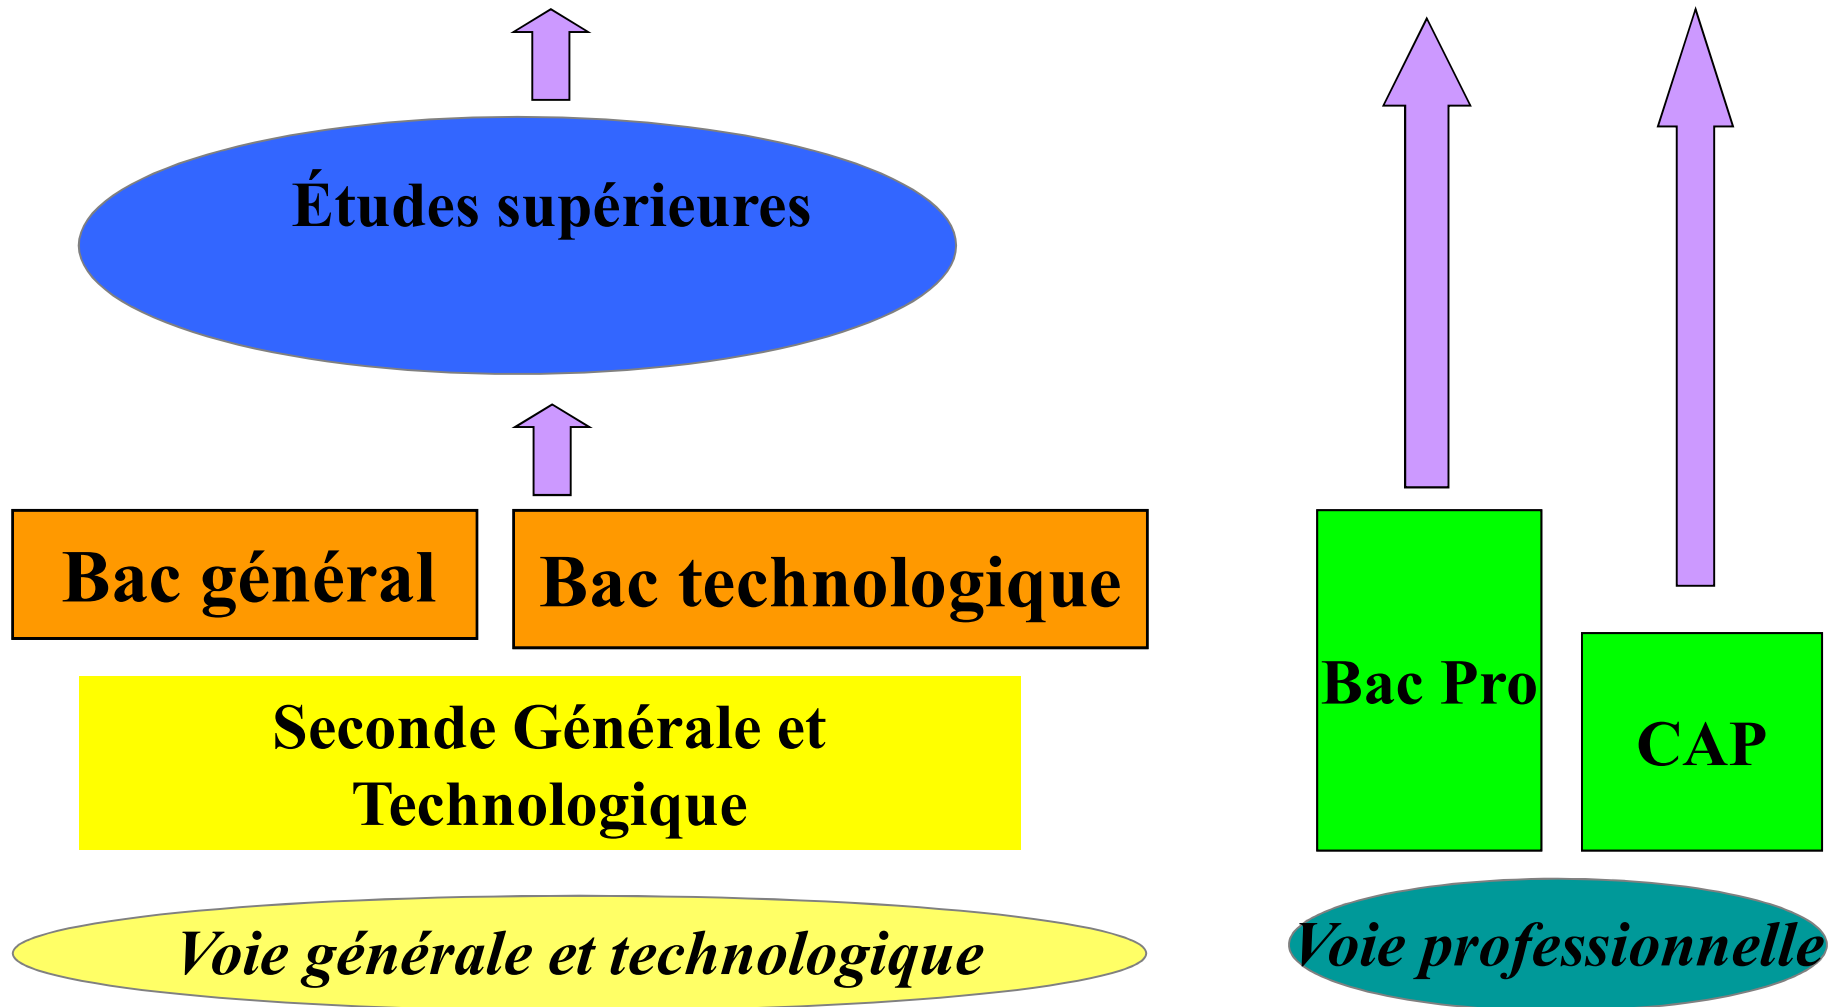 Études supérieures
Bac général
Bac technologique
Seconde Générale et
Technologique
Voie générale et technologique
Bac Pro
CAP
Voie professionnelle